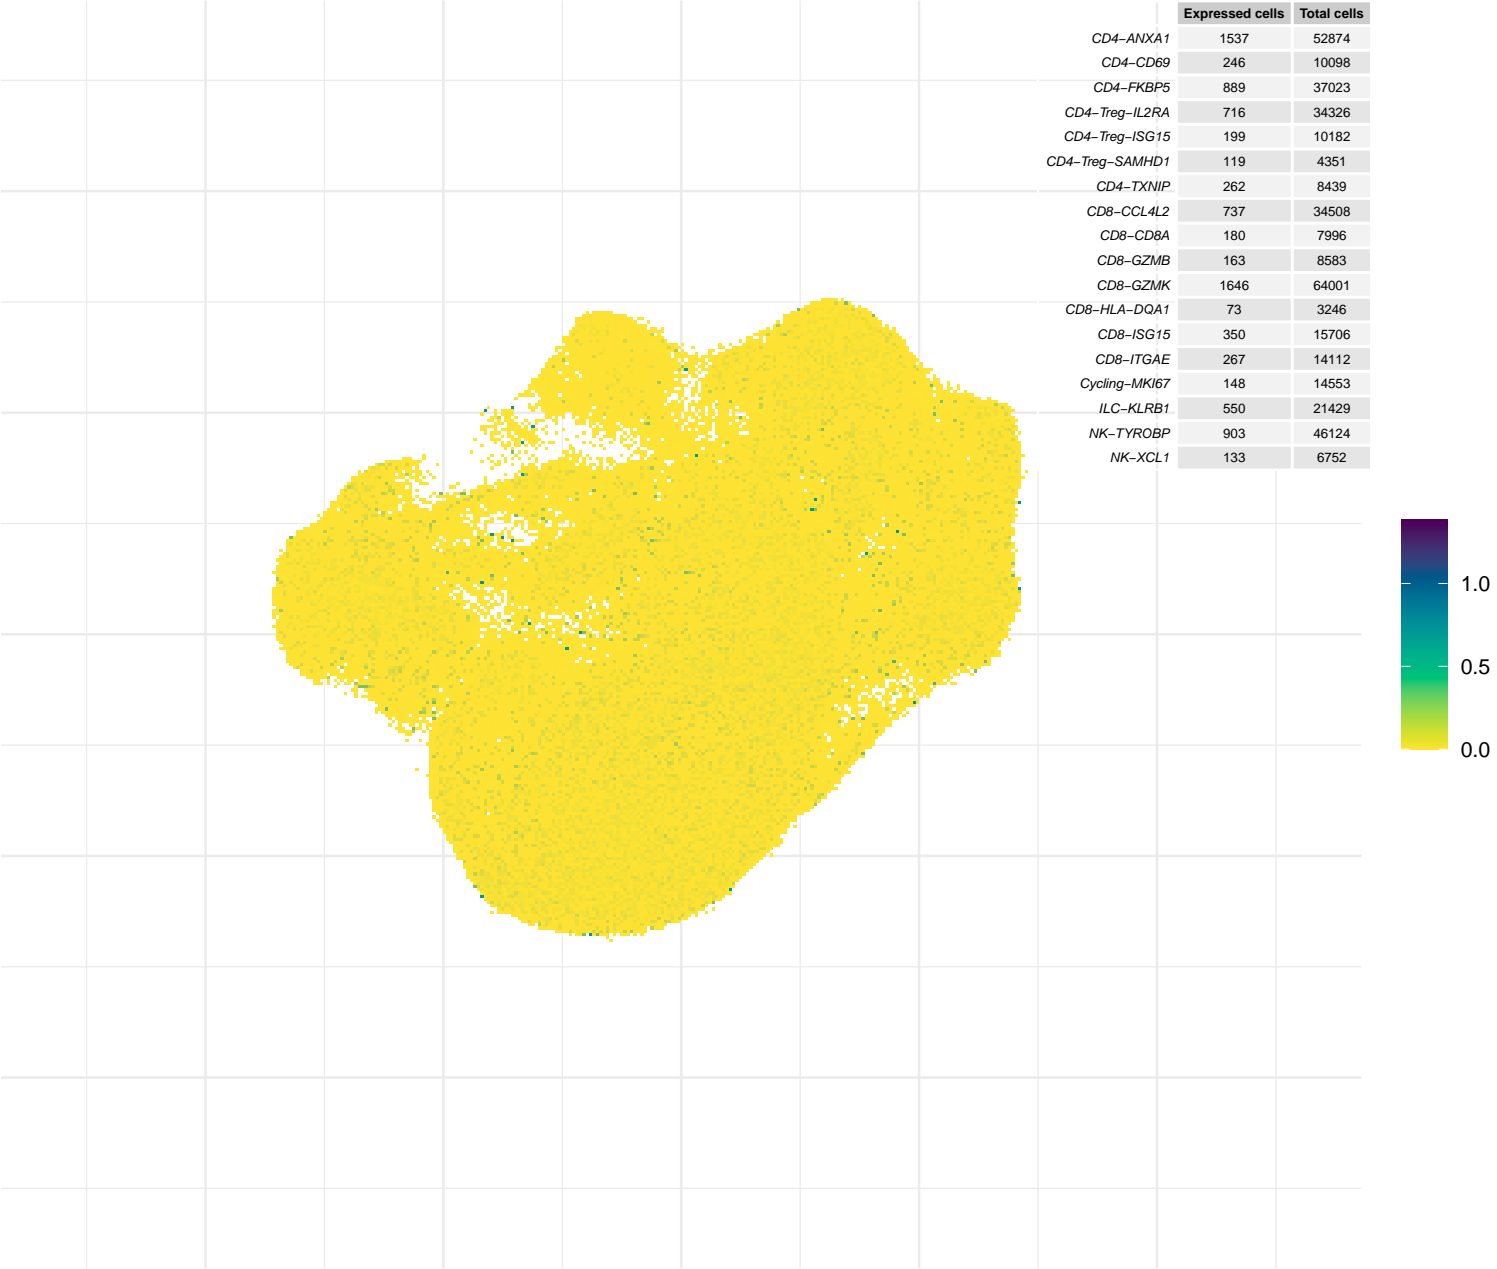 Expressed cells Total cells
CD4−ANXA1 1537 52874
CD4−CD69 246 10098
CD4−FKBP5 889 37023
CD4−Treg−IL2RA 716 34326
CD4−Treg−ISG15 199 10182
CD4−Treg−SAMHD1 119 4351
CD4−TXNIP 262 8439
CD8−CCL4L2 737 34508
CD8−CD8A 180 7996
CD8−GZMB 163 8583
CD8−GZMK 1646 64001
CD8−HLA−DQA1 73 3246
CD8−ISG15 350 15706
CD8−ITGAE 267 14112
Cycling−MKI67 148 14553
ILC−KLRB1 550 21429
NK−TYROBP 903 46124
NK−XCL1 133 6752
1.0
0.5
0.0